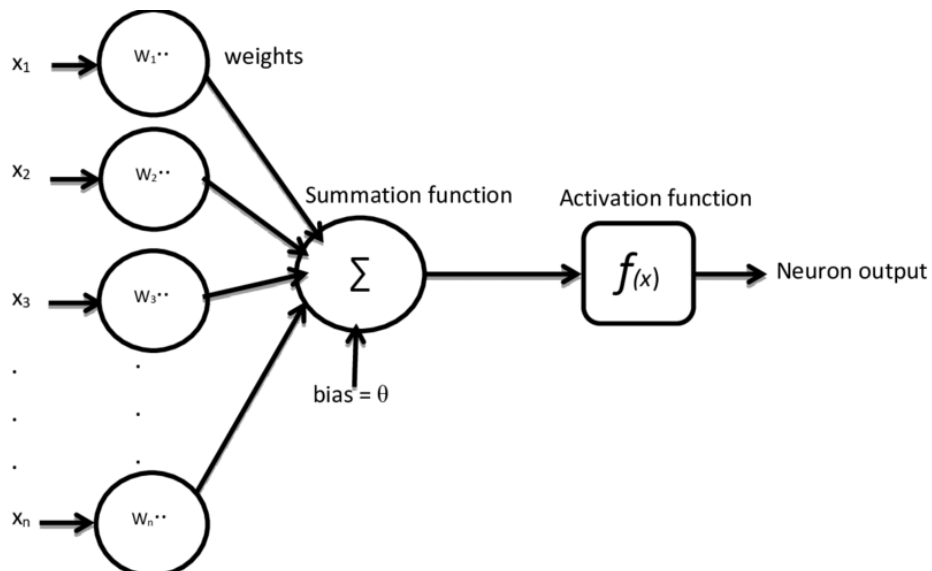 x₁
W₁··
weights
x₂
W₂··
Summation function
Activation function
∑
f(x)
Neuron output
x₃
W₃··
bias = θ
xₙ
Wₙ··